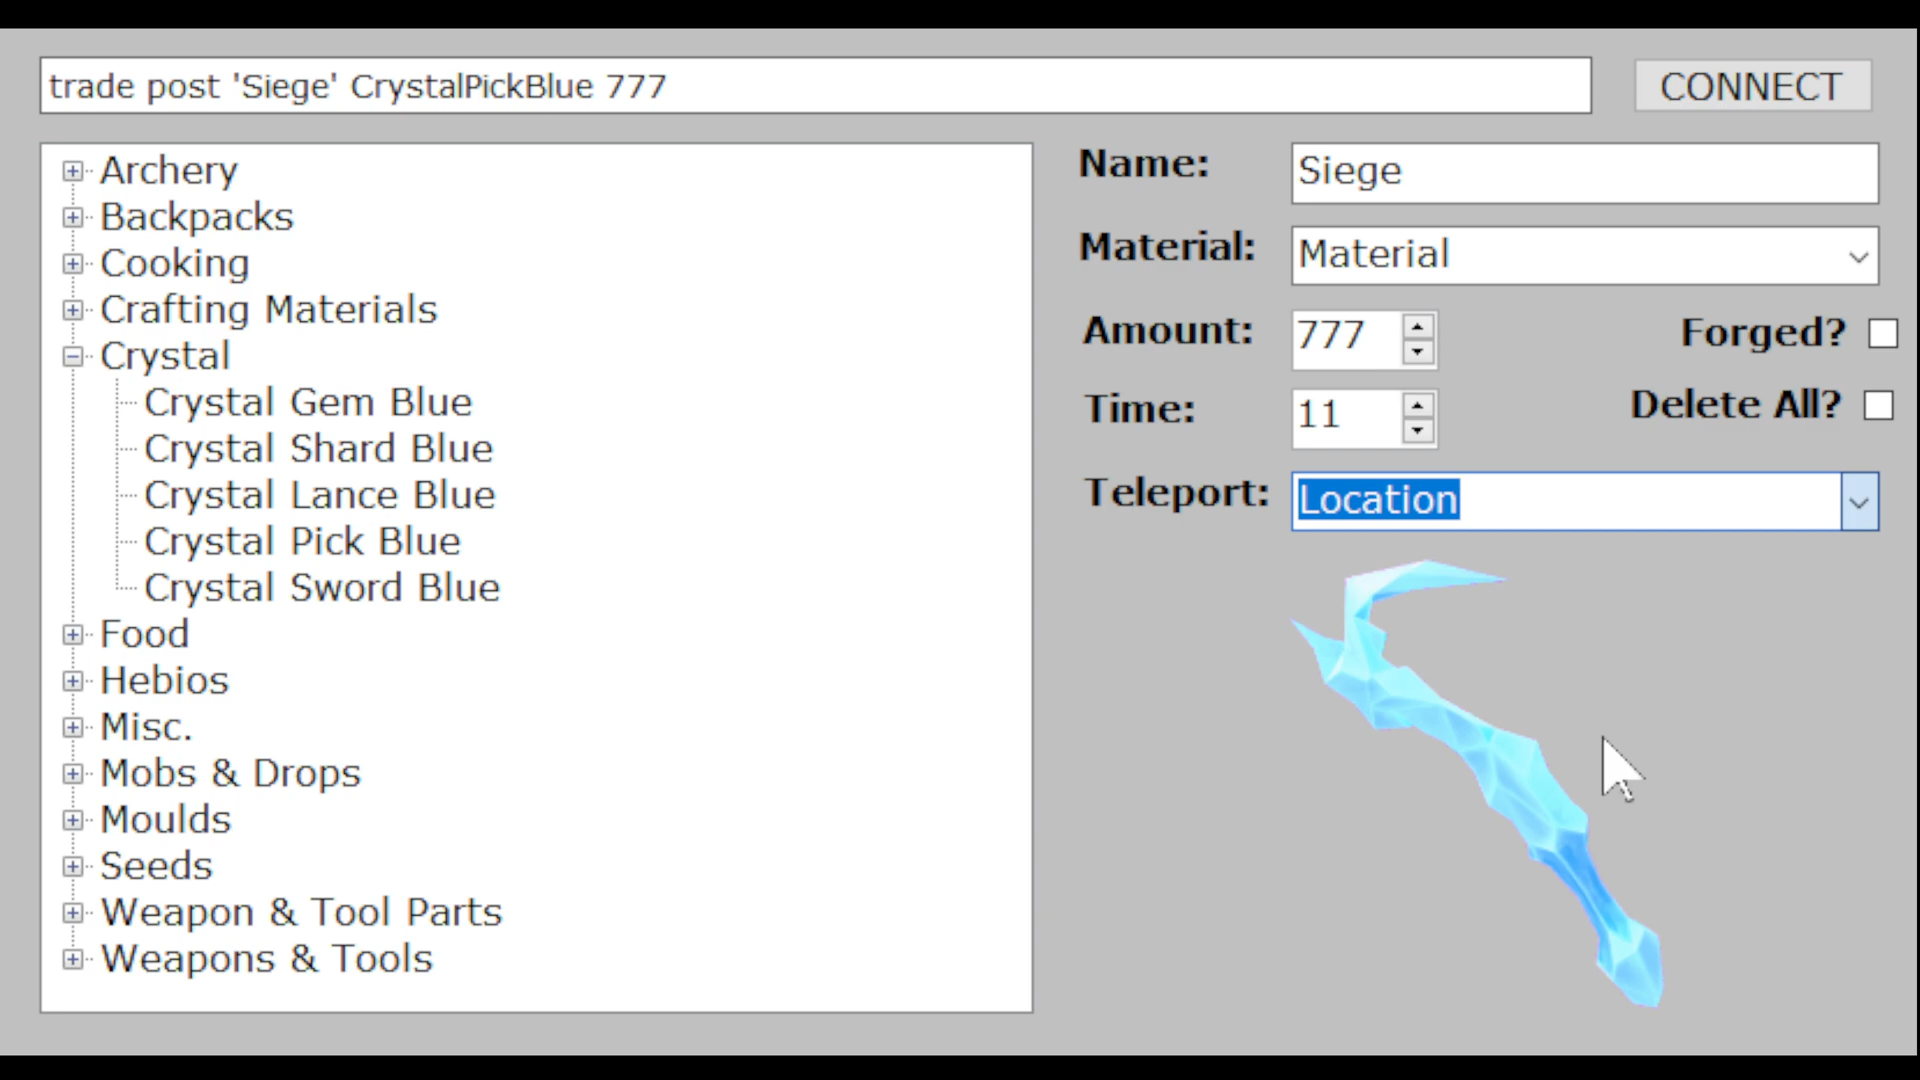 trade post 'Siege' CrystalPickBlue 777
CONNECT
Archery
Backpacks
Cooking
Crafting Materials
Crystal
Crystal Gem Blue
Crystal Shard Blue
Crystal Lance Blue
Crystal Pick Blue
Crystal Sword Blue
Food
Hebios
Misc.
Mobs & Drops
Moulds
Seeds
Weapon & Tool Parts
Weapons & Tools
Name: Siege
Material: Material
Amount: 777 Forged?
Time: 11 Delete All?
Teleport: Location